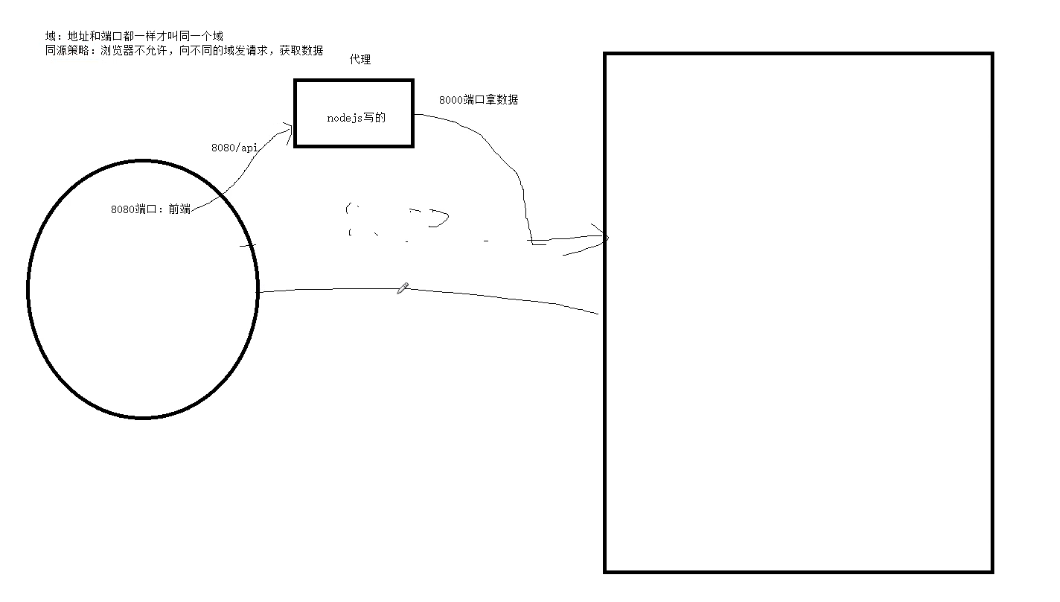 域：地址和端口都一样才叫同一个域
同源策略：浏览器不允许，向不同的域发请求，获取数据
代理
nodejs写的
8000端口拿数据
8080/api
8080端口：前端